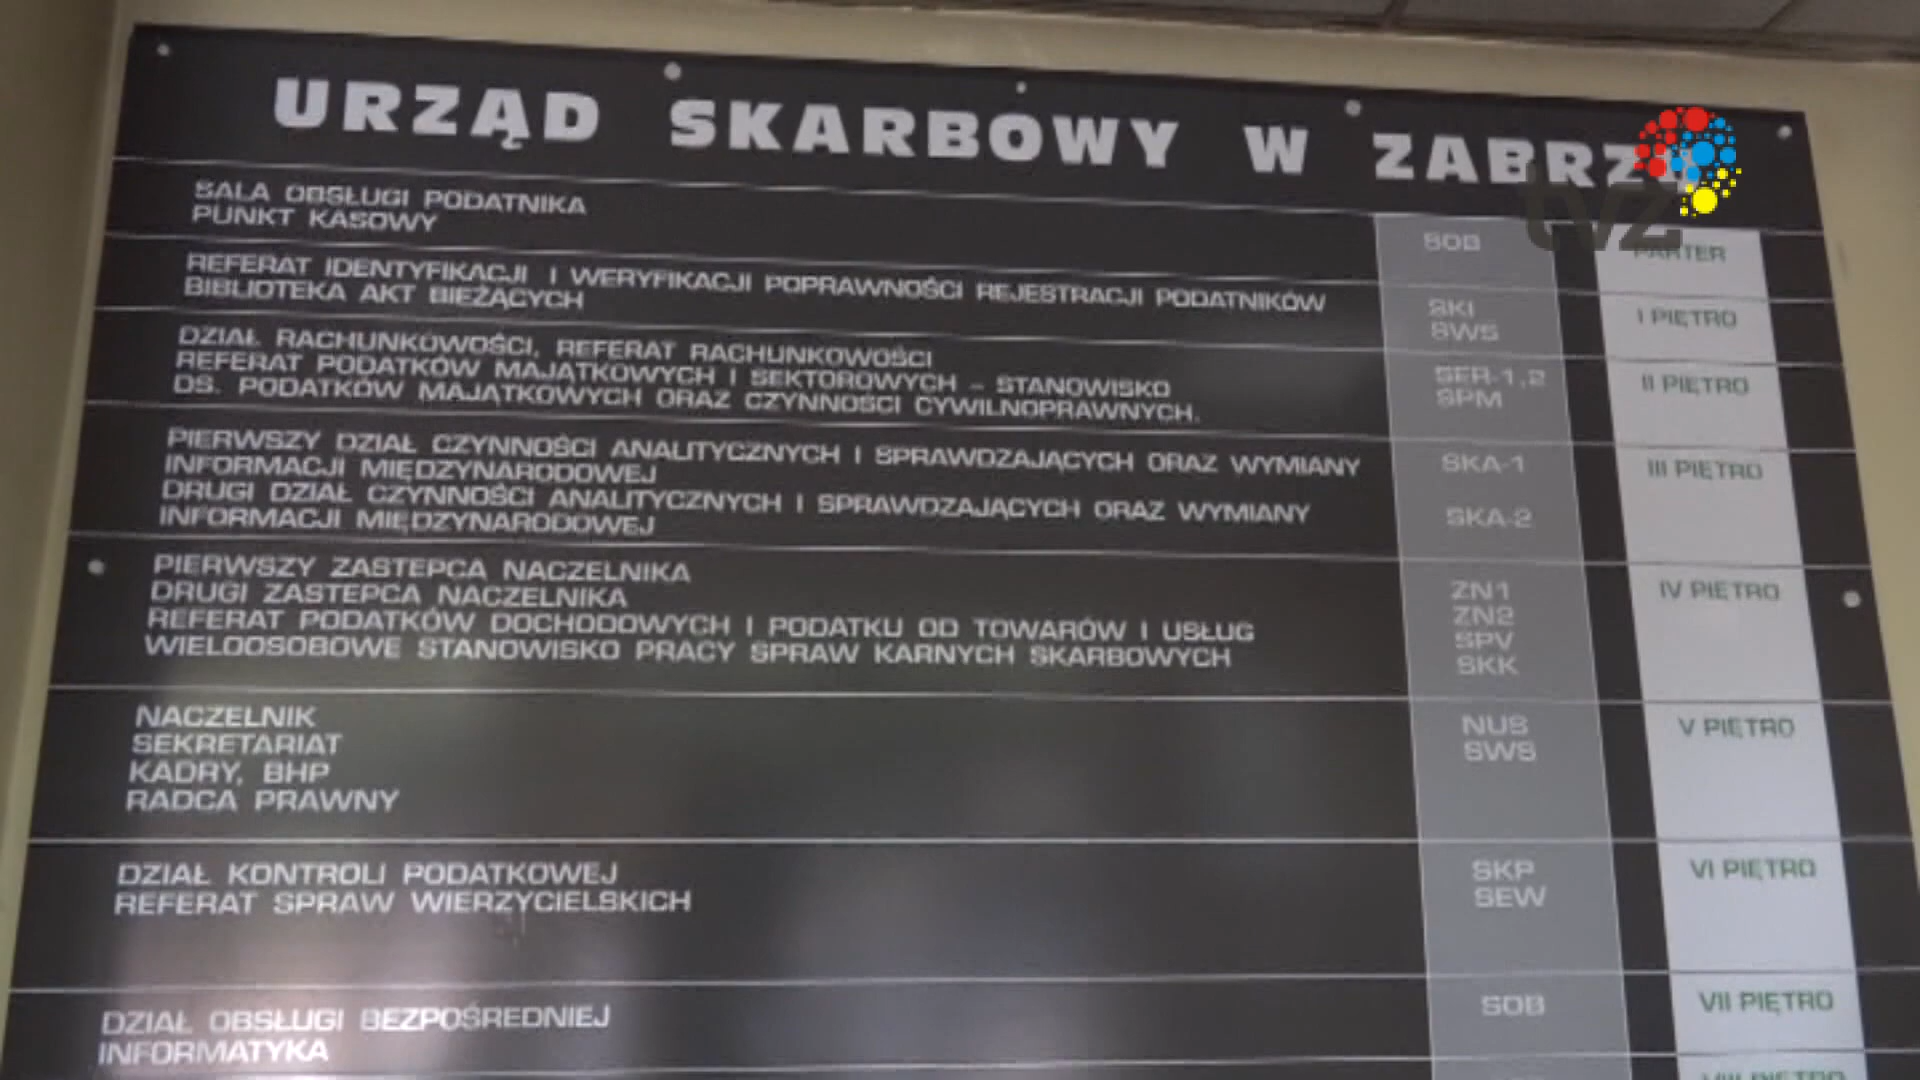 URZĄD SKARBOWY W ZABRZU
tvz
SALA OBSŁUGI PODATNIKA
PUNKT KASOWY
SOB
PARTER
REFERAT IDENTYFIKACJI I WERYFIKACJI POPRAWNOŚCI REJESTRACJI PODATNIKÓW
BIBLIOTEKA AKT BIEŻĄCYCH
SKI
SWS
I PIĘTRO
DZIAŁ RACHUNKOWOŚCI, REFERAT RACHUNKOWOŚCI
REFERAT PODATKÓW MAJĄTKOWYCH I SEKTOROWYCH – STANOWISKO
DS. PODATKÓW MAJĄTKOWYCH ORAZ CZYNNOŚCI CYWILNOPRAWNYCH.
SER-1,2
SPM
II PIĘTRO
PIERWSZY DZIAŁ CZYNNOŚCI ANALITYCZNYCH I SPRAWDZAJĄCYCH ORAZ WYMIANY
INFORMACJI MIĘDZYNARODOWEJ
DRUGI DZIAŁ CZYNNOŚCI ANALITYCZNYCH I SPRAWDZAJĄCYCH ORAZ WYMIANY
INFORMACJI MIĘDZYNARODOWEJ
SKA-1
SKA-2
III PIĘTRO
PIERWSZY ZASTĘPCA NACZELNIKA
DRUGI ZASTĘPCA NACZELNIKA
REFERAT PODATKÓW DOCHODOWYCH I PODATKU OD TOWARÓW I USŁUG
WIELOOSOBOWE STANOWISKO PRACY SPRAW KARNYCH SKARBOWYCH
ZN1
ZN2
SPV
SKK
IV PIĘTRO
NACZELNIK
SEKRETARIAT
KADRY, BHP
RADCA PRAWNY
NUS
SWS
V PIĘTRO
DZIAŁ KONTROLI PODATKOWEJ
REFERAT SPRAW WIERZYCIELSKICH
SKP
SEW
VI PIĘTRO
DZIAŁ OBSŁUGI BEZPOŚREDNIEJ
INFORMATYKA
SOB
VII PIĘTRO
VIII PIĘTRO